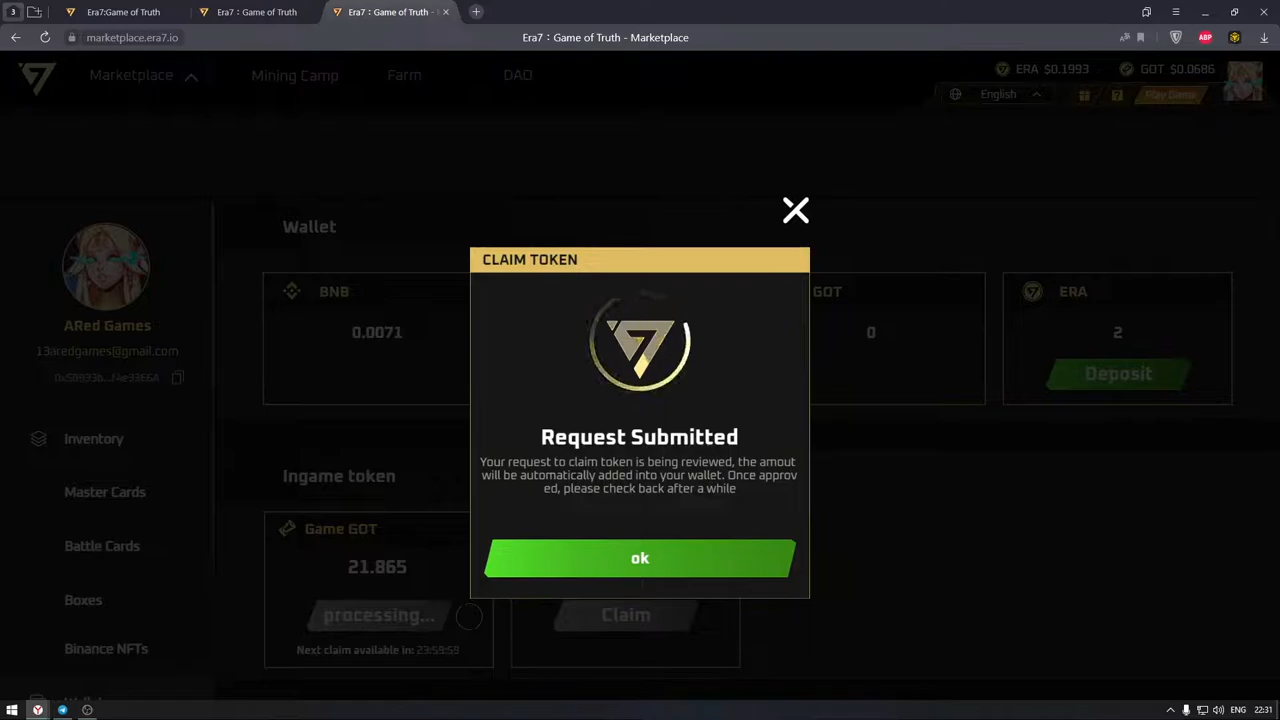 3
Era7:Game of Truth
Era7 : Game of Truth
Era7 : Game of Truth - 
marketplace.era7.io
Era7 : Game of Truth - Marketplace
ABP
Marketplace
Mining Camp
Farm
DAO
ERA $0.1993
GOT $0.0686
English
?
Play Game
Wallet
BNB
GOT
ERA
0.0071
0
2
Deposit
ARed Games
13aredgames@gmail.com
Inventory
Master Cards
Battle Cards
Boxes
Binance NFTs
CLAIM TOKEN
Request Submitted
Your request to claim token is being reviewed, the amout
will be automatically added into your wallet. Once approv
ed, please check back after a while
ok
Ingame token
Game GOT
21.865
processing...
Next claim available in: 23:59:59
Claim
ENG
22:31